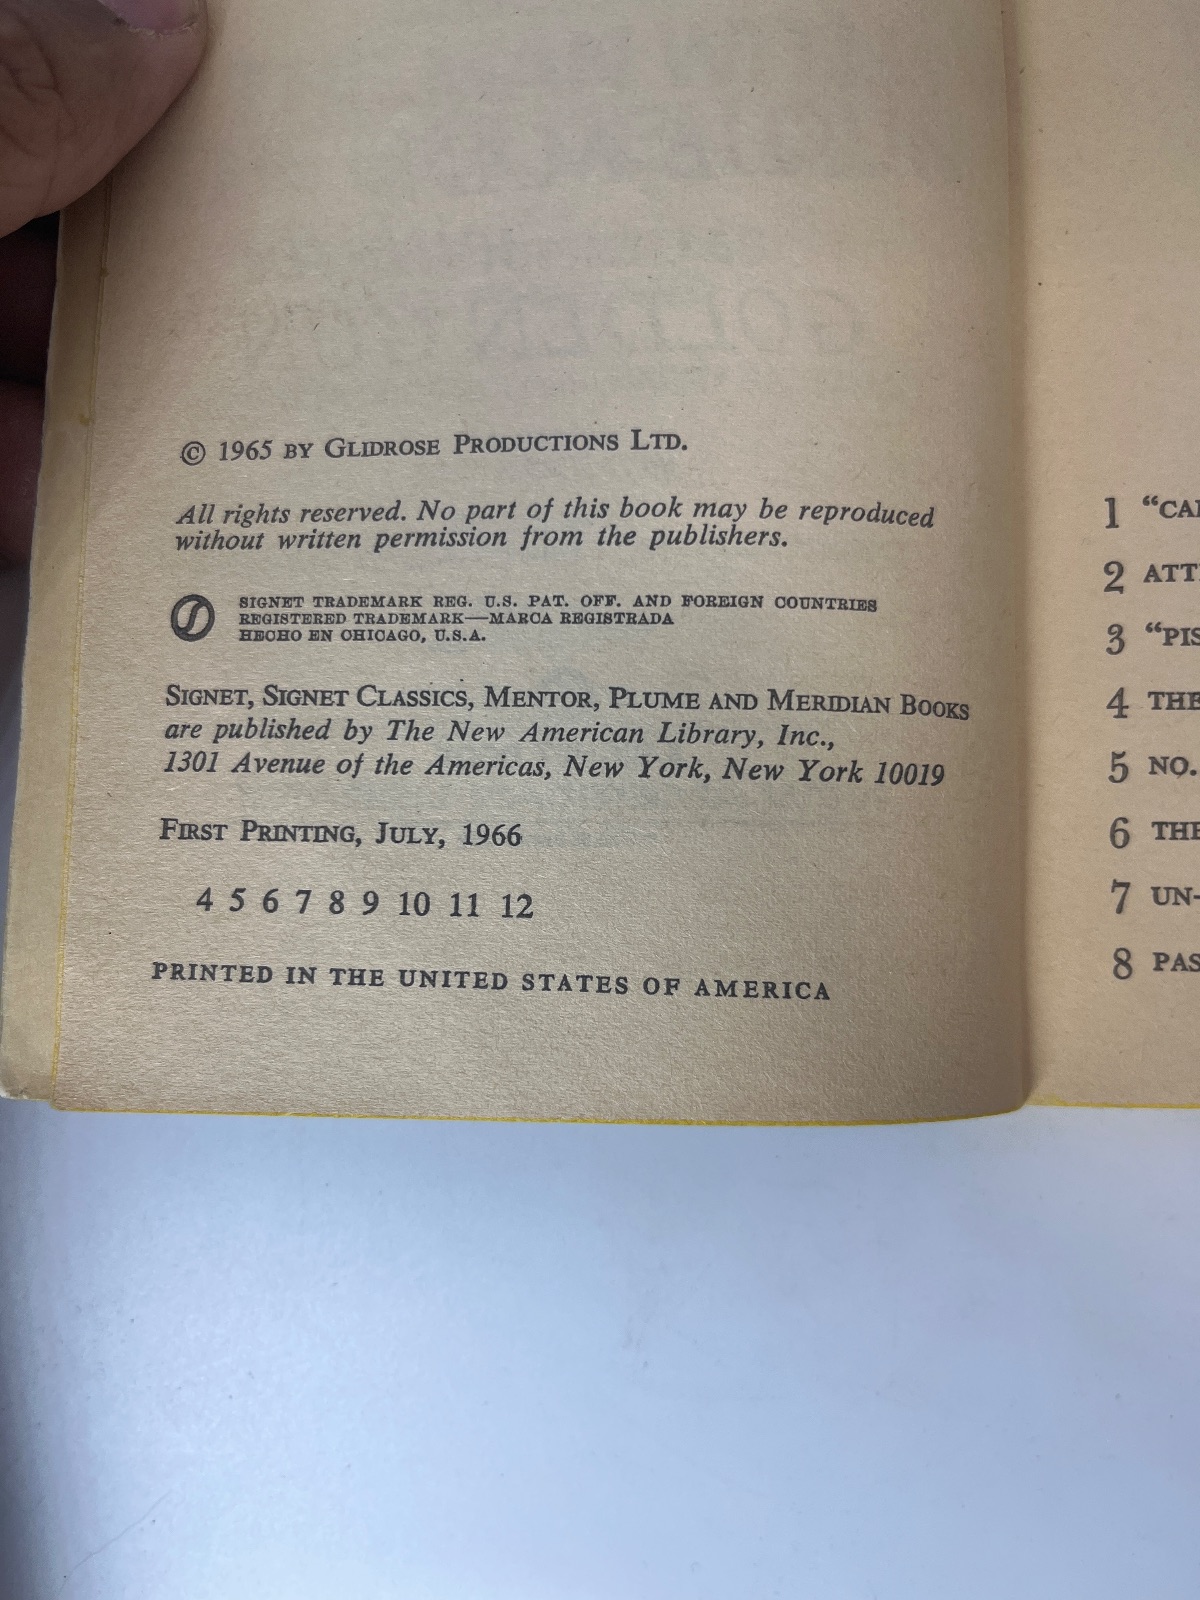 © 1965 BY GLIDROSE PRODUCTIONS LTD.
All rights reserved. No part of this book may be reproduced
without written permission from the publishers.
SIGNET TRADEMARK REG. U.S. PAT. OFF. AND FOREIGN COUNTRIES
REGISTERED TRADEMARK—MARCA REGISTRADA
HECHO EN CHICAGO, U.S.A.
SIGNET, SIGNET CLASSICS, MENTOR, PLUME AND MERIDIAN BOOKS
are published by The New American Library, Inc.,
1301 Avenue of the Americas, New York, New York 10019
FIRST PRINTING, JULY, 1966
4 5 6 7 8 9 10 11 12
PRINTED IN THE UNITED STATES OF AMERICA
1
2
3
4 THE
5 NO.
6 THE
7 UN-
8